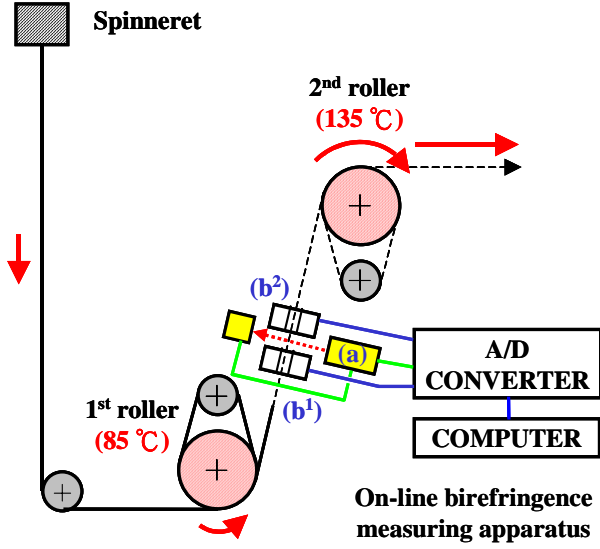 Spinneret
2nd roller
(135 ℃)
(b2)
(a)
A/D
CONVERTER
1st roller
(85 ℃)
(b1)
COMPUTER
On-line birefringence
measuring apparatus